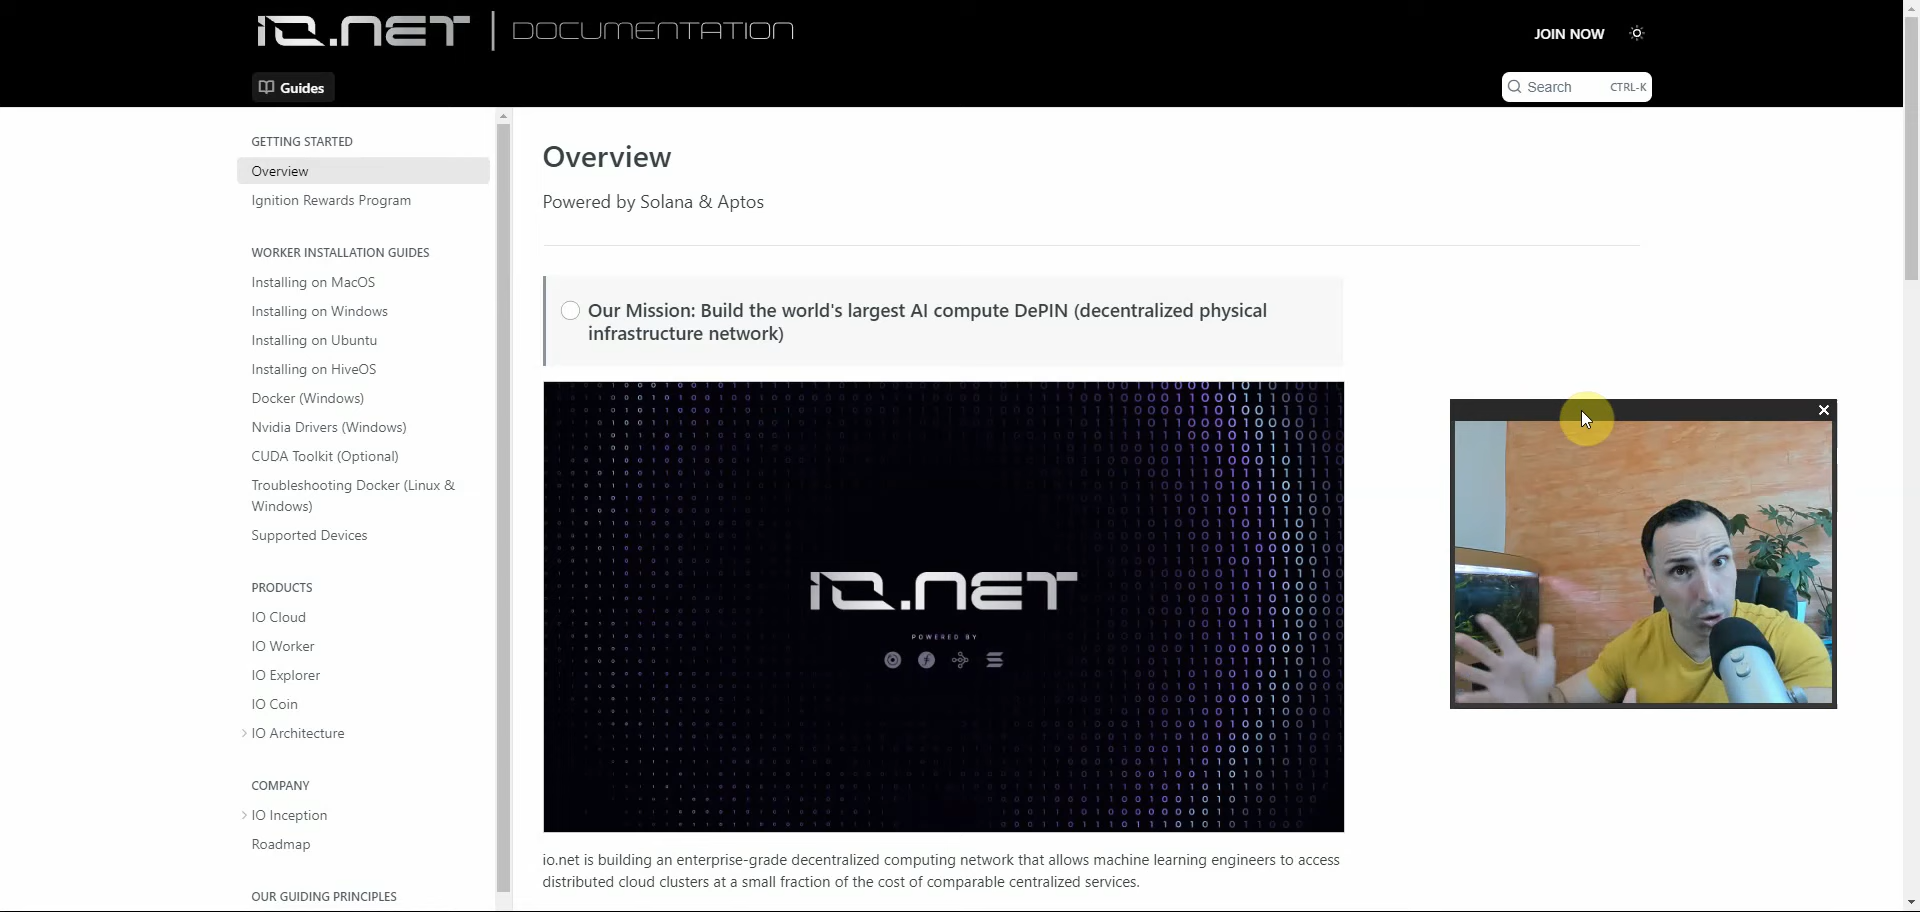 io.net | DOCUMENTATION
JOIN NOW
Guides
Search CTRL-K
GETTING STARTED
Overview
Ignition Rewards Program
WORKER INSTALLATION GUIDES
Installing on MacOS
Installing on Windows
Installing on Ubuntu
Installing on HiveOS
Docker (Windows)
Nvidia Drivers (Windows)
CUDA Toolkit (Optional)
Troubleshooting Docker (Linux &
Windows)
Supported Devices
PRODUCTS
IO Cloud
IO Worker
IO Explorer
IO Coin
IO Architecture
COMPANY
IO Inception
Roadmap
OUR GUIDING PRINCIPLES
Overview
Powered by Solana & Aptos
Our Mission: Build the world's largest AI compute DePIN (decentralized physical
infrastructure network)
io.net
POWERED BY
io.net is building an enterprise-grade decentralized computing network that allows machine learning engineers to access
distributed cloud clusters at a small fraction of the cost of comparable centralized services.